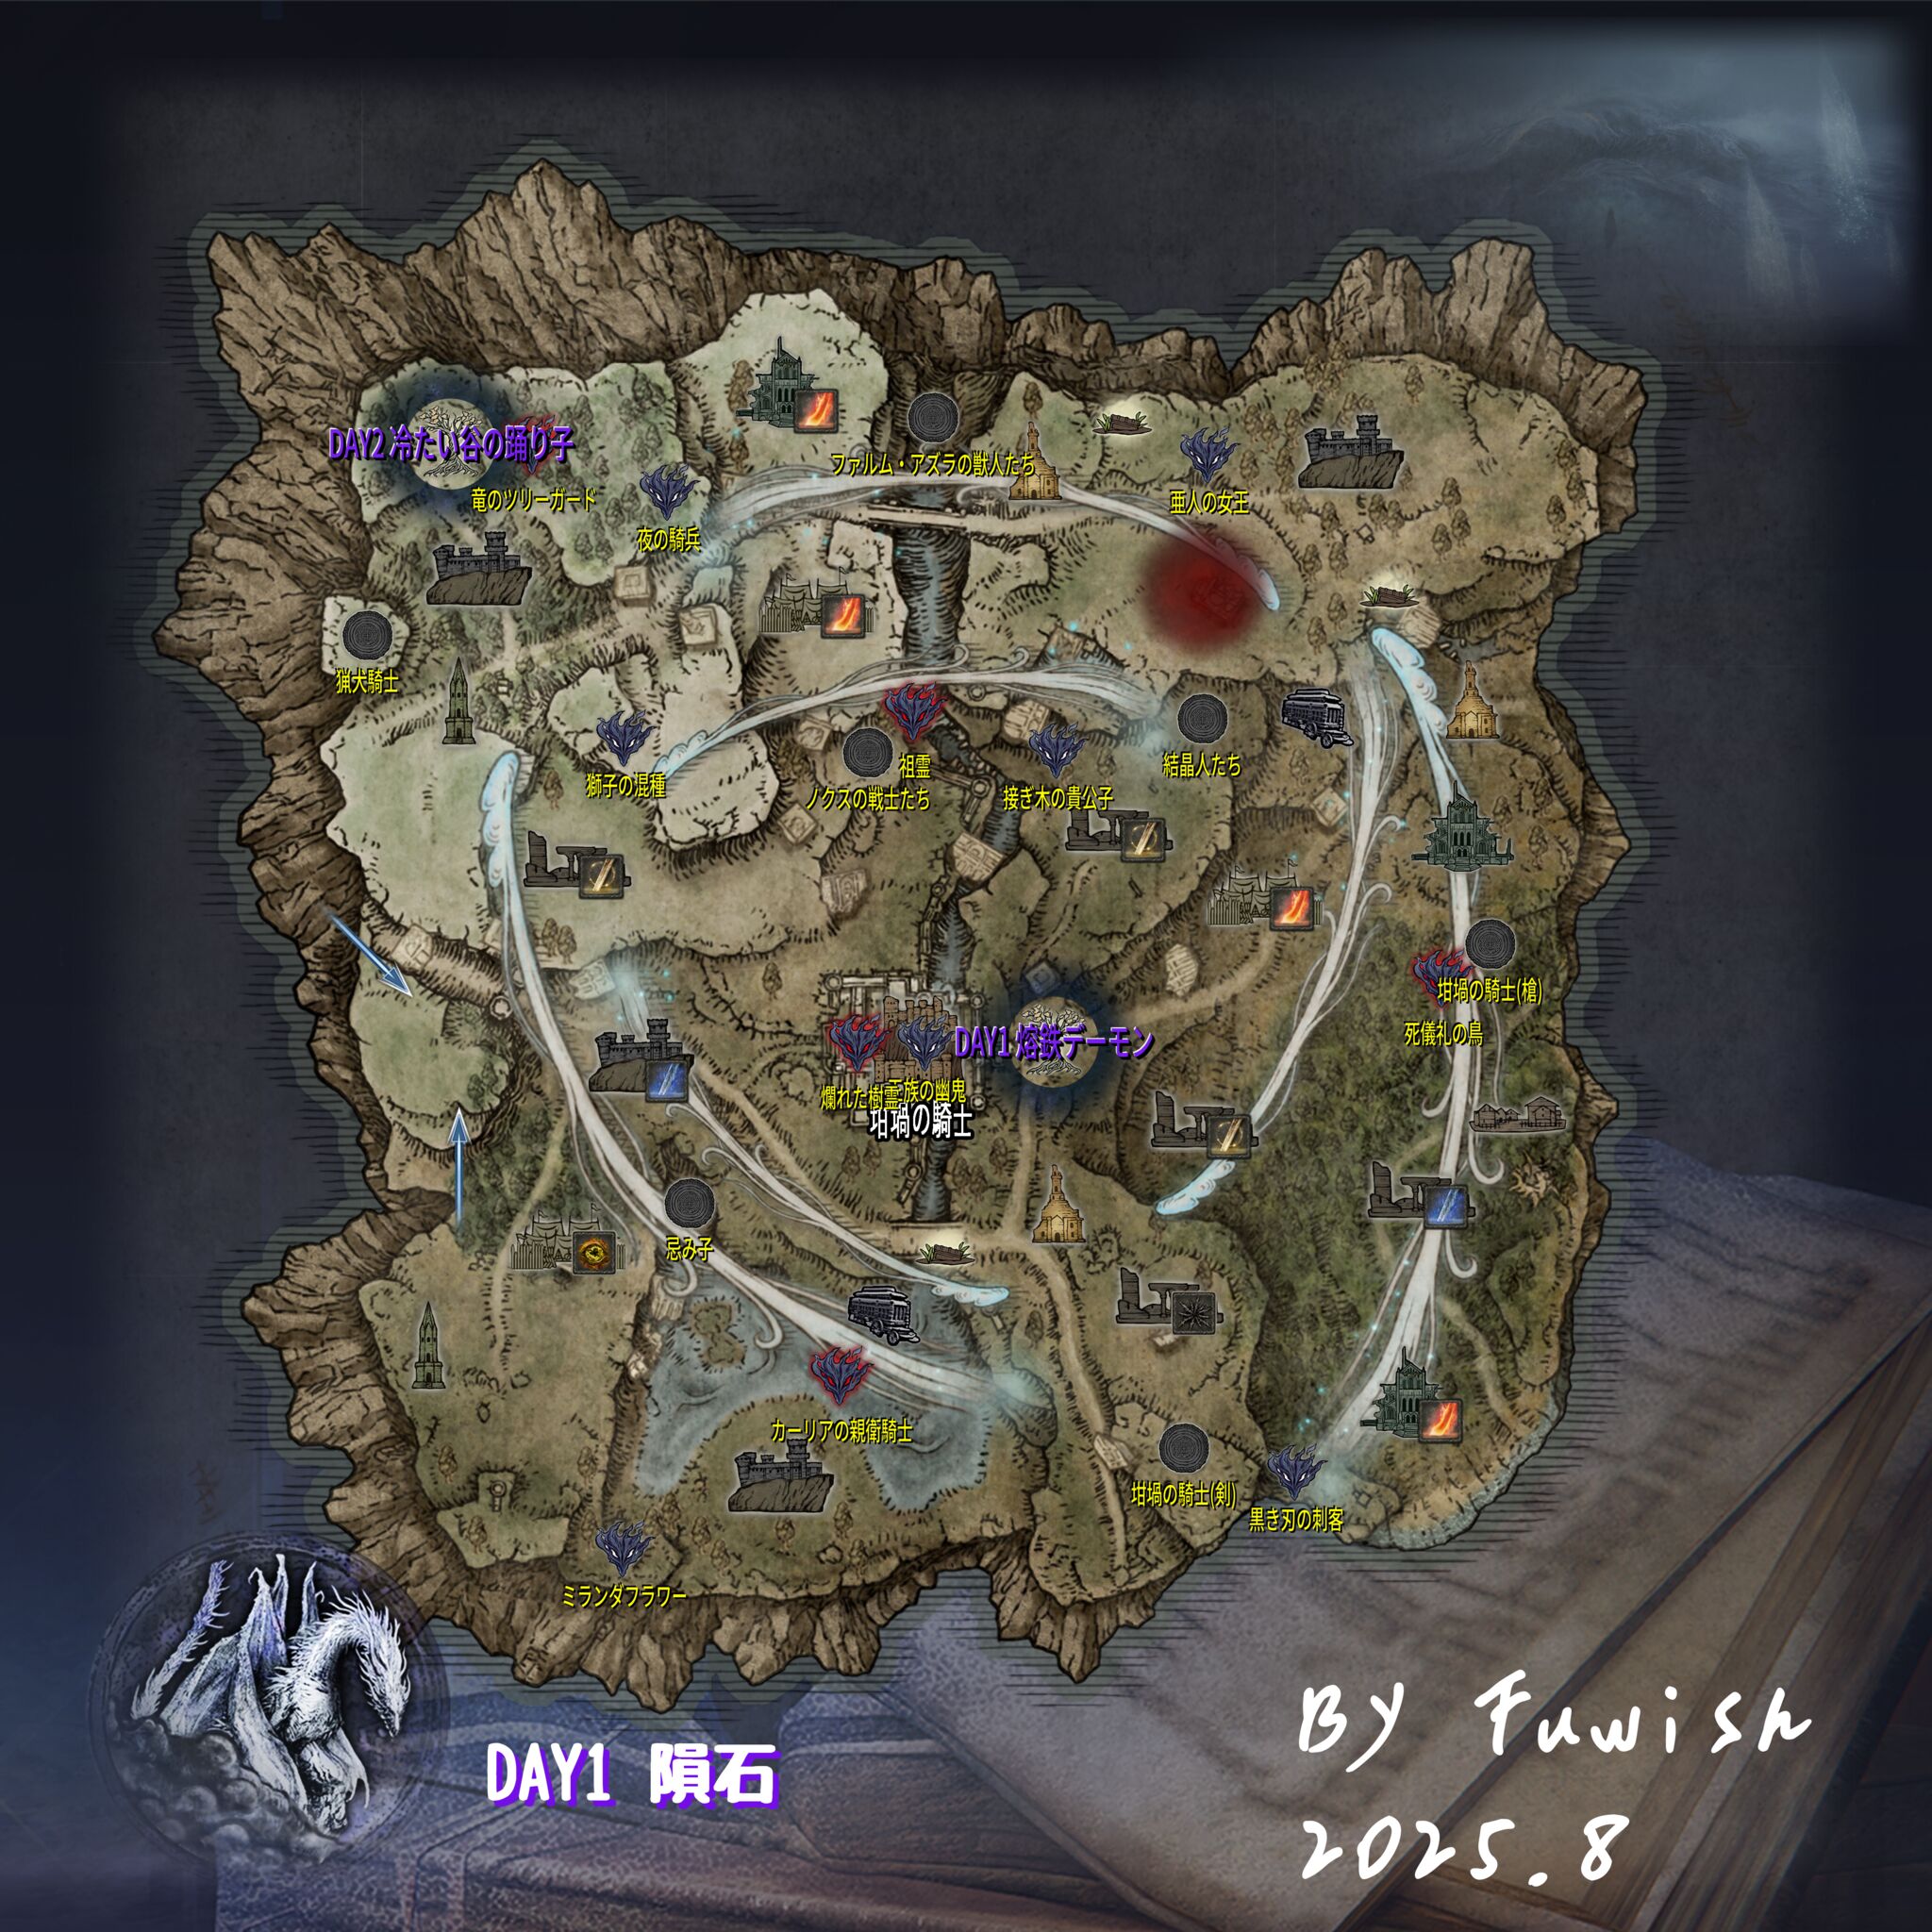 DAY2 冷たい谷の踊り子
ファルム・アズラの獣人たち
竜のツリーガード
亜人の女王
夜の騎兵
猟犬騎士
獅子の混種
祖霊
結晶人たち
ノクスの戦士たち
接ぎ木の貴公子
坩堝の騎士(槍)
死儀礼の鳥
DAY1 熔鉄デーモン
爛れた樹霊
族の幽鬼
坩堝の騎士
忌み子
カーリアの親衛騎士
坩堝の騎士(剣)
黒き刃の刺客
ミランダフラワー
DAY1 隕石
BY Fuwish
2025.8